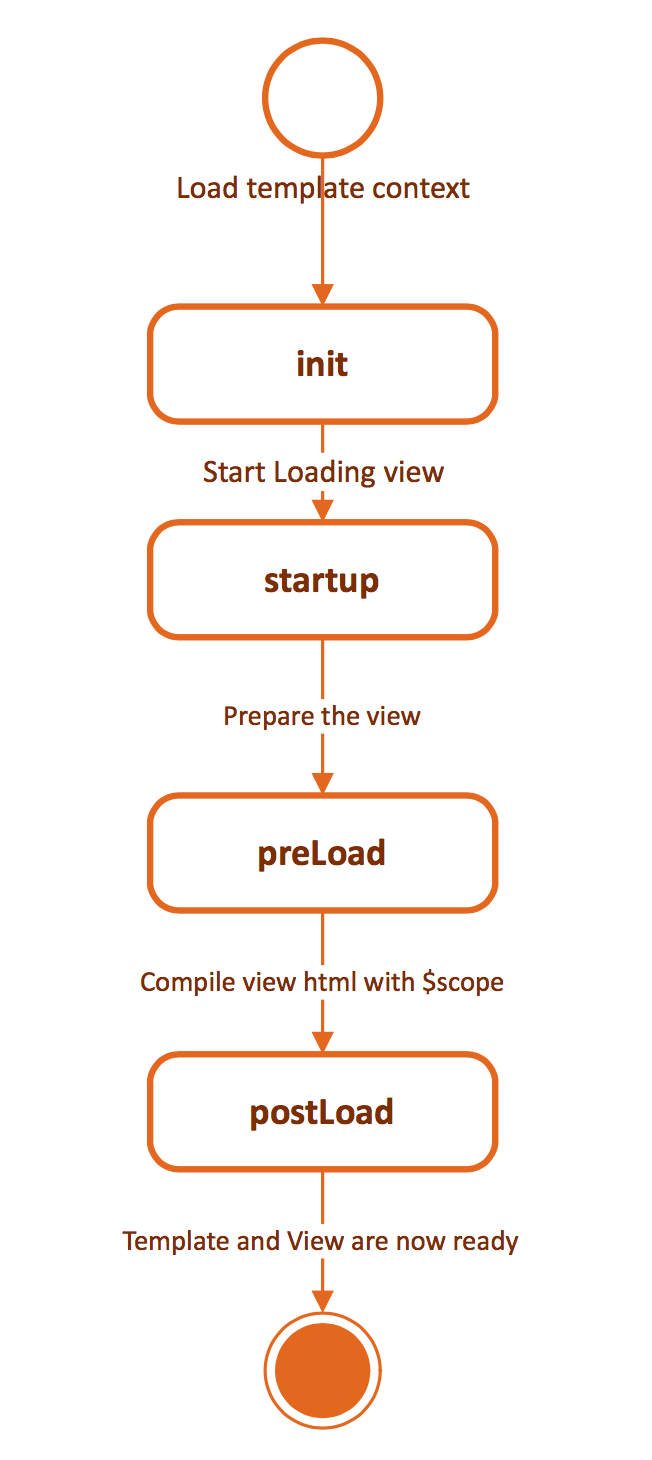 Load template context
init
Start Loading view
startup
Prepare the view
preLoad
Compile view html with $scope
postLoad
Template and View are now ready